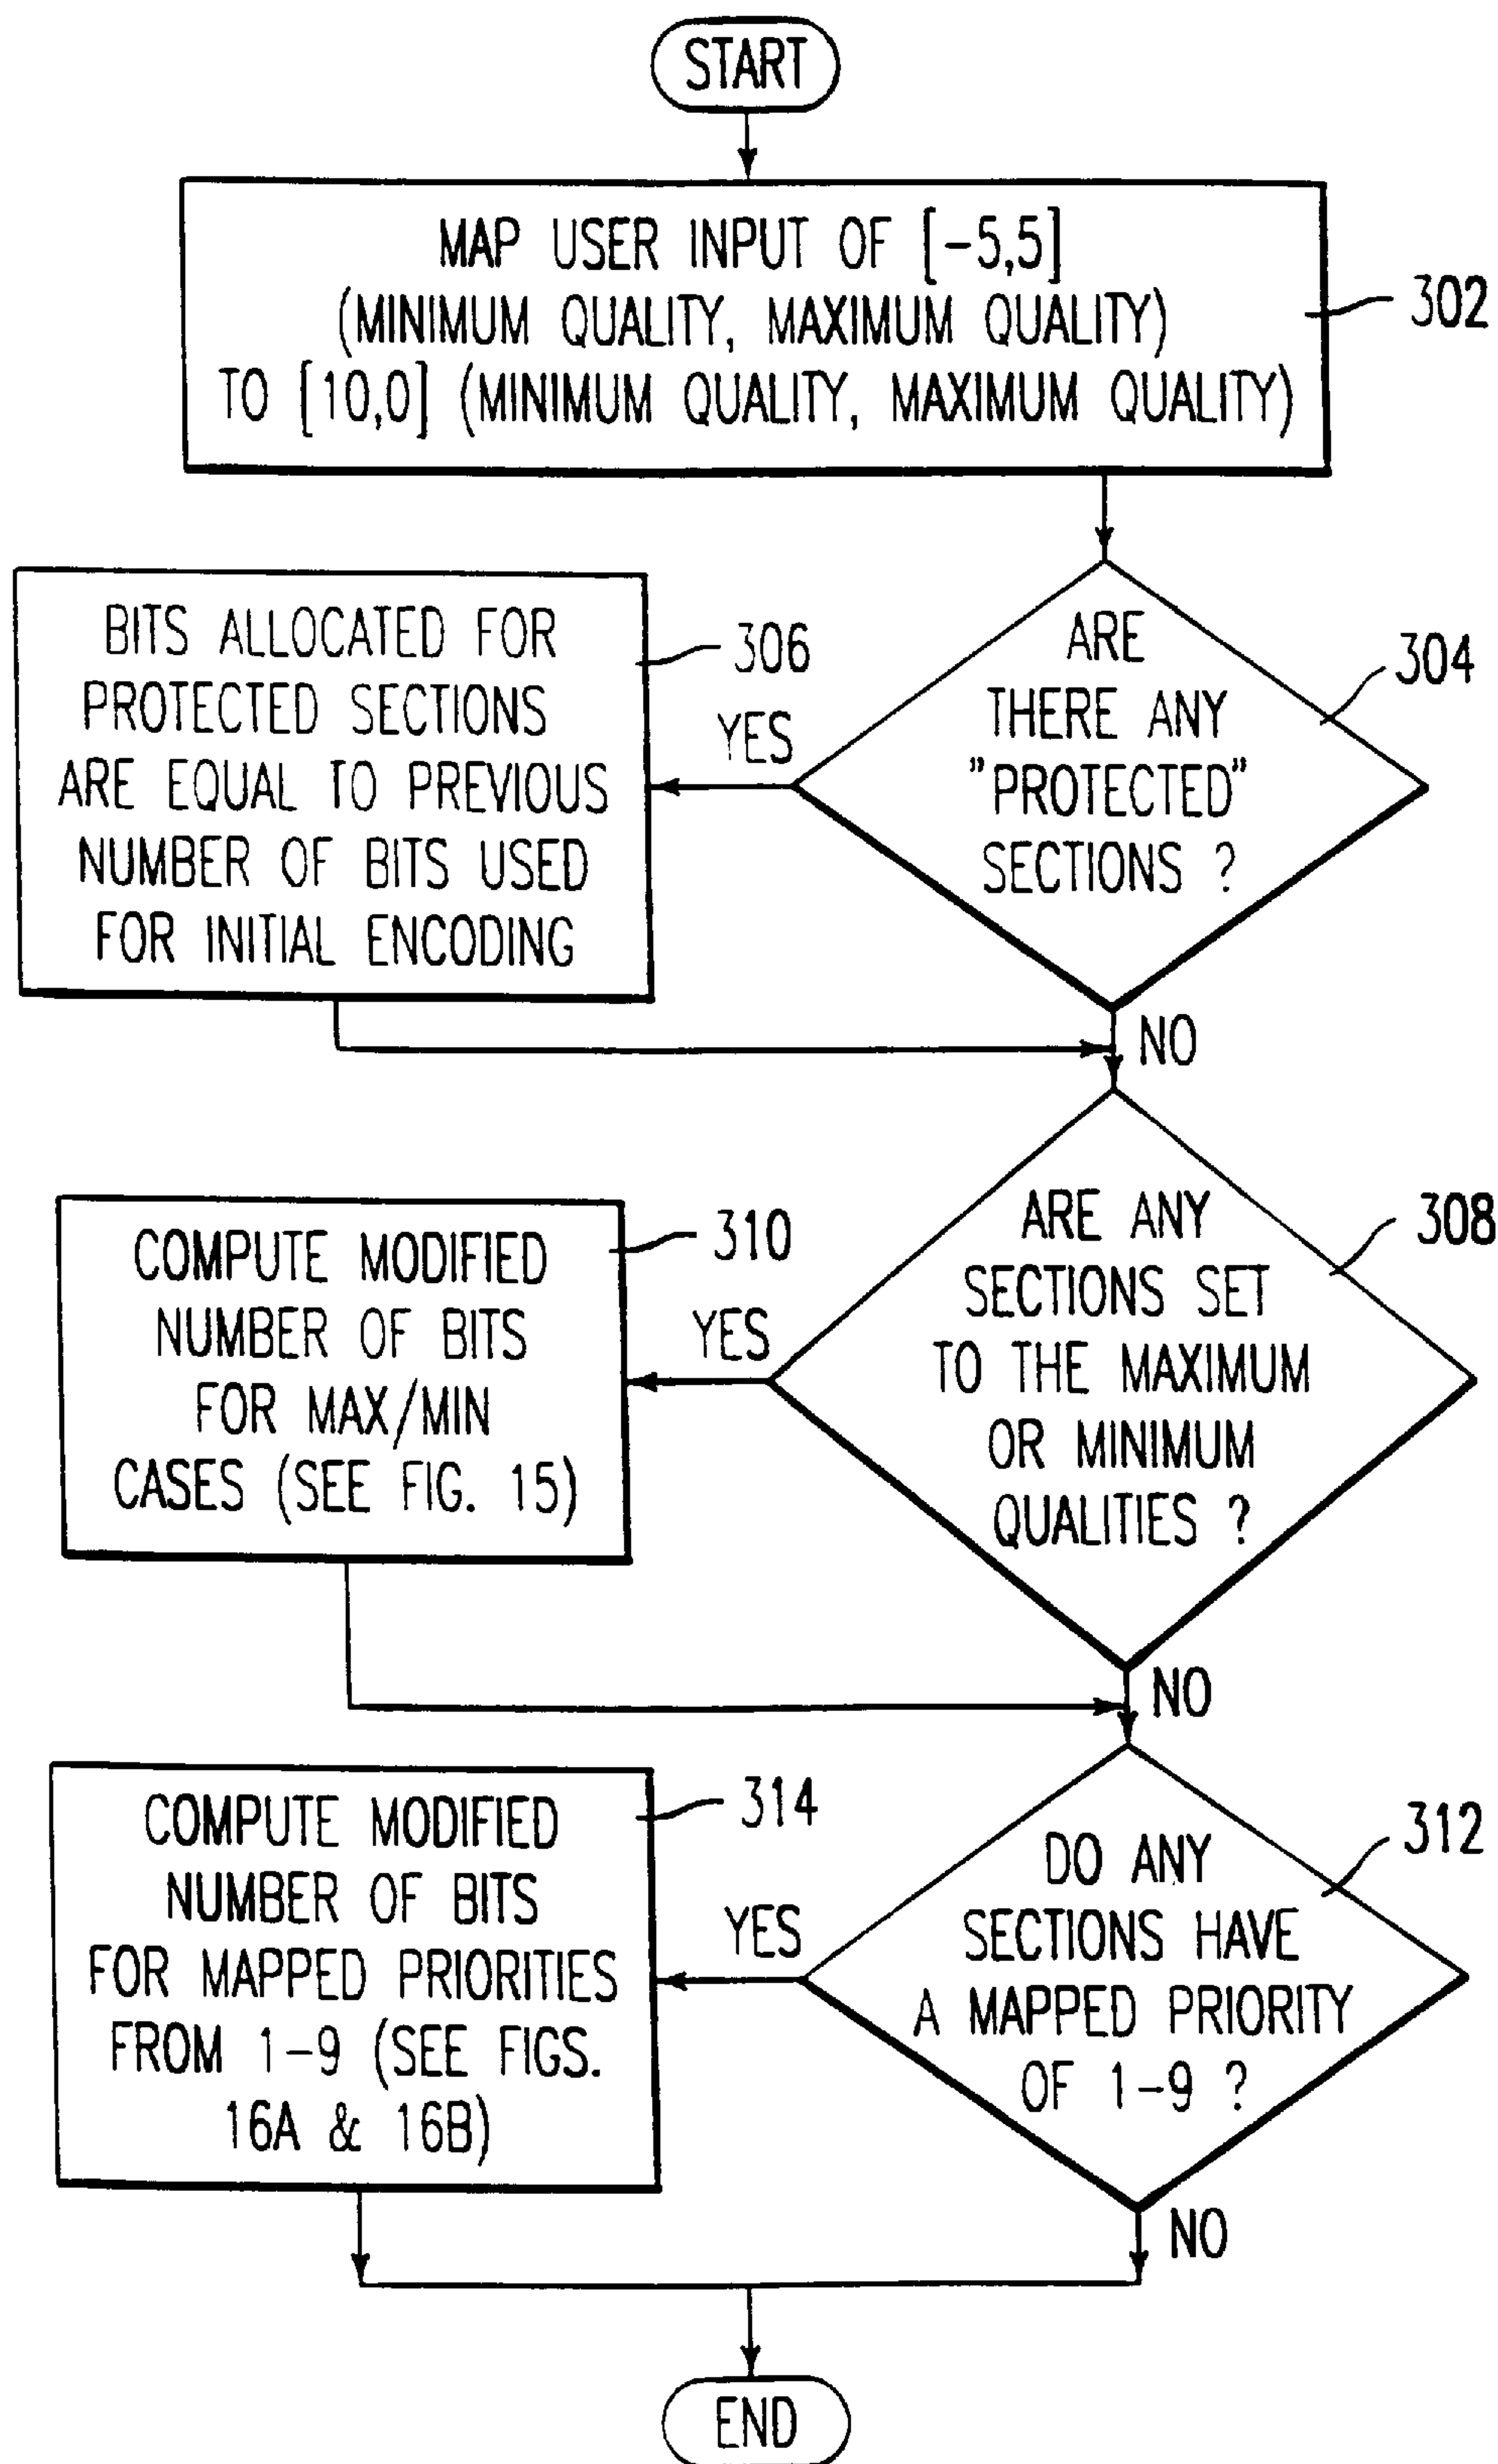 START
MAP USER INPUT OF [-5,5]
(MINIMUM QUALITY, MAXIMUM QUALITY)
TO [10,0] (MINIMUM QUALITY, MAXIMUM QUALITY)
302
BITS ALLOCATED FOR
PROTECTED SECTIONS
ARE EQUAL TO PREVIOUS
NUMBER OF BITS USED
FOR INITIAL ENCODING
306
YES
ARE
THERE ANY
"PROTECTED"
SECTIONS ?
304
NO
COMPUTE MODIFIED
NUMBER OF BITS
FOR MAX/MIN
CASES (SEE FIG. 15)
310
YES
ARE ANY
SECTIONS SET
TO THE MAXIMUM
OR MINIMUM
QUALITIES ?
308
NO
COMPUTE MODIFIED
NUMBER OF BITS
FOR MAPPED PRIORITIES
FROM 1-9 (SEE FIGS.
16A & 16B)
314
YES
DO ANY
SECTIONS HAVE
A MAPPED PRIORITY
OF 1-9 ?
312
NO
END